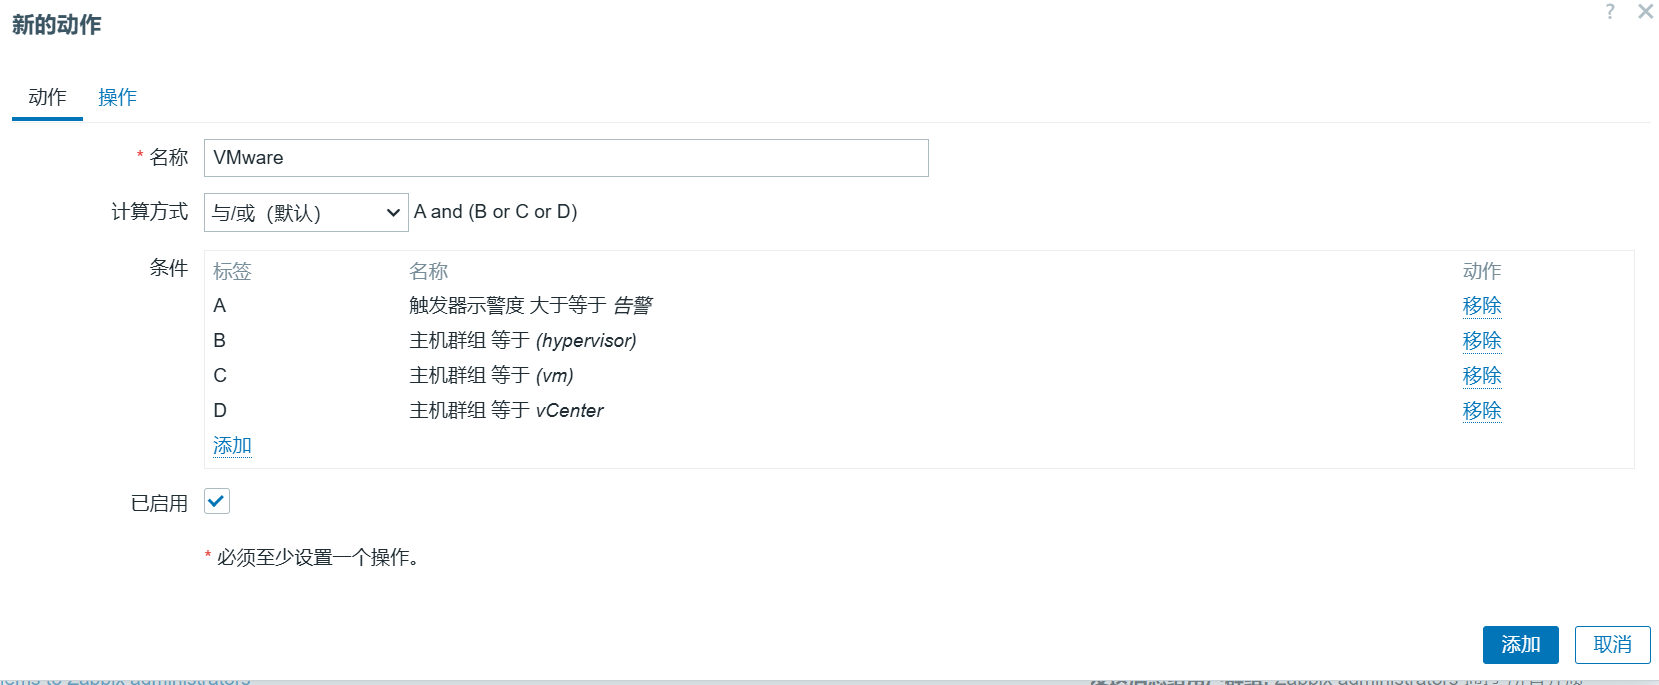 新的动作
?
动作 操作
* 名称 VMware
计算方式 与/或（默认） A and (B or C or D)
条件 标签 名称 动作
A 触发器示警度 大于等于 告警 移除
B 主机群组 等于 (hypervisor) 移除
C 主机群组 等于 (vm) 移除
D 主机群组 等于 vCenter 移除
添加
已启用
* 必须至少设置一个操作。
添加 取消
to Zabbix administrators